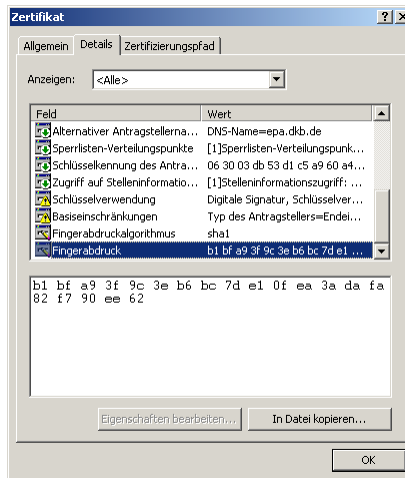 Zertifikat
Allgemein Details Zertifizierungspfad
Anzeigen: <Alle>
Feld Wert
Alternativer Antragstellerna... DNS-Name=epa.dkb.de
Sperrlisten-Verteilungspunkte [1]Sperrlisten-Verteilungspunk...
Schlüsselkennung des Antra... 06 30 03 db 53 d1 c5 a9 60 a4...
Zugriff auf Stelleninformatio... [1]Stelleninformationszugriff: ...
Schlüsselverwendung Digitale Signatur, Schlüsselver...
Basiseinschränkungen Typ des Antragstellers=Endei...
Fingerabdruckalgorithmus sha1
Fingerabdruck b1 bf a9 3f 9c 3e b6 bc 7d e1 ...
b1 bf a9 3f 9c 3e b6 bc 7d e1 0f ea 3a da fa
82 f7 90 ee 62
Eigenschaften bearbeiten... In Datei kopieren...
OK